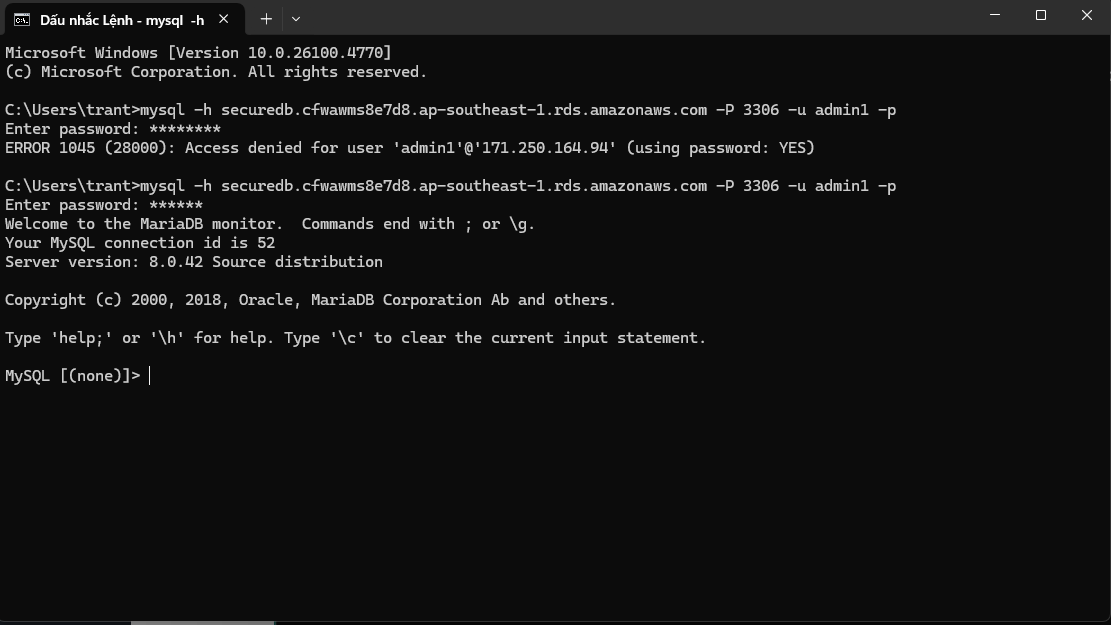 Dấu nhắc Lệnh - mysql -h
Microsoft Windows [Version 10.0.26100.4770]
(c) Microsoft Corporation. All rights reserved.
C:\Users\trant>mysql -h securedb.cfwawms8e7d8.ap-southeast-1.rds.amazonaws.com -P 3306 -u admin1 -p
Enter password: ********
ERROR 1045 (28000): Access denied for user 'admin1'@'171.250.164.94' (using password: YES)
C:\Users\trant>mysql -h securedb.cfwawms8e7d8.ap-southeast-1.rds.amazonaws.com -P 3306 -u admin1 -p
Enter password: ******
Welcome to the MariaDB monitor.  Commands end with ; or \g.
Your MySQL connection id is 52
Server version: 8.0.42 Source distribution
Copyright (c) 2000, 2018, Oracle, MariaDB Corporation Ab and others.
Type 'help;' or '\h' for help. Type '\c' to clear the current input statement.
MySQL [(none)]>